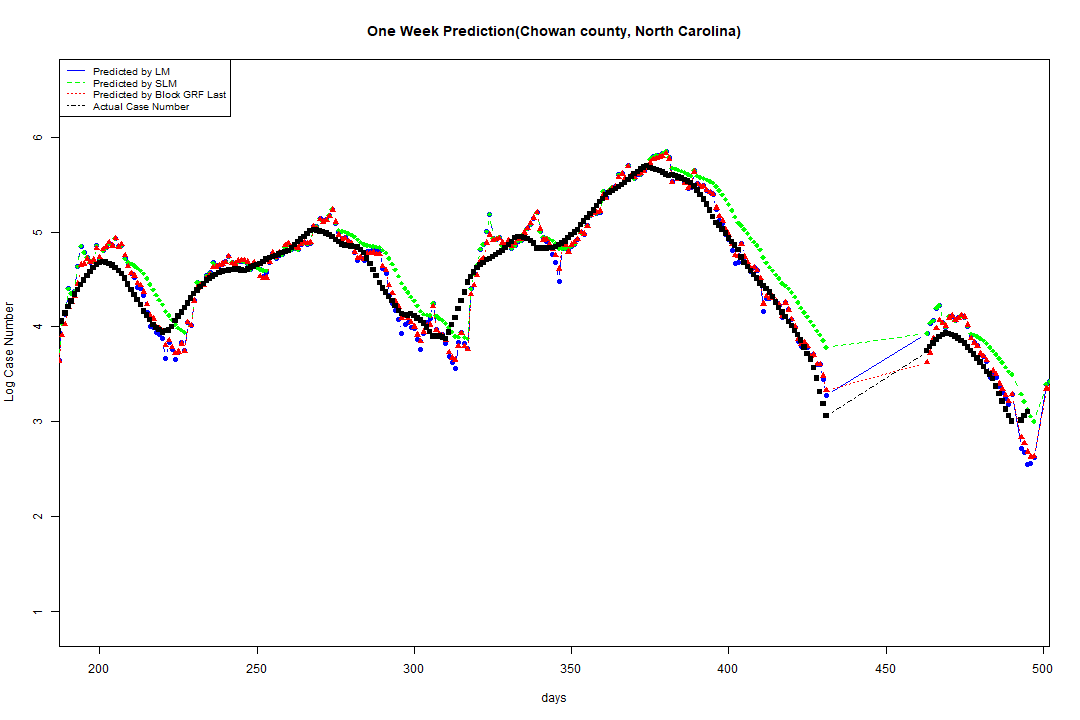 One Week Prediction(Chowan county, North Carolina)
Predicted by LM
Predicted by SLM
Predicted by Block GRF Last
Actual Case Number
Log Case Number
6
5
4
3
2
1
200 250 300 350 400 450 500
days